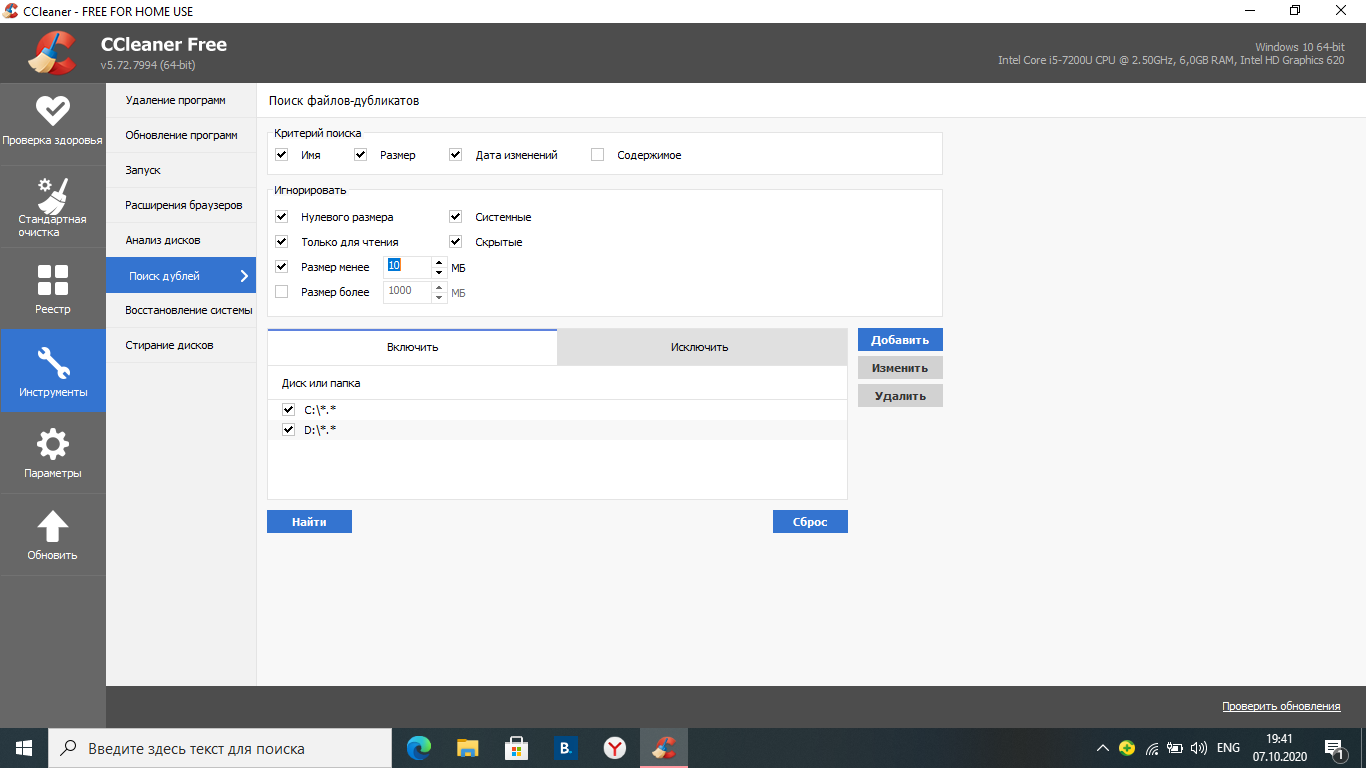 CCleaner - FREE FOR HOME USE
CCleaner Free
v5.72.7994 (64-bit)
Windows 10 64-bit
Intel Core i5-7200U CPU @ 2.50GHz, 6,0GB RAM, Intel HD Graphics 620
Проверка здоровья
Стандартная
очистка
Реестр
Инструменты
Параметры
Обновить
Удаление программ
Обновление программ
Запуск
Расширения браузеров
Анализ дисков
Поиск дублей
Восстановление системы
Стирание дисков
Поиск файлов-дубликатов
Критерий поиска
Имя Размер Дата изменений Содержимое
Игнорировать
Нулевого размера Системные
Только для чтения Скрытые
Размер менее 10 МБ
Размер более 1000 МБ
Включить Исключить
Диск или папка
C:\*.*
D:\*.*
Добавить
Изменить
Удалить
Найти Сброс
Проверить обновления
Введите здесь текст для поиска
B.
Y
ENG
19:41
07.10.2020
1